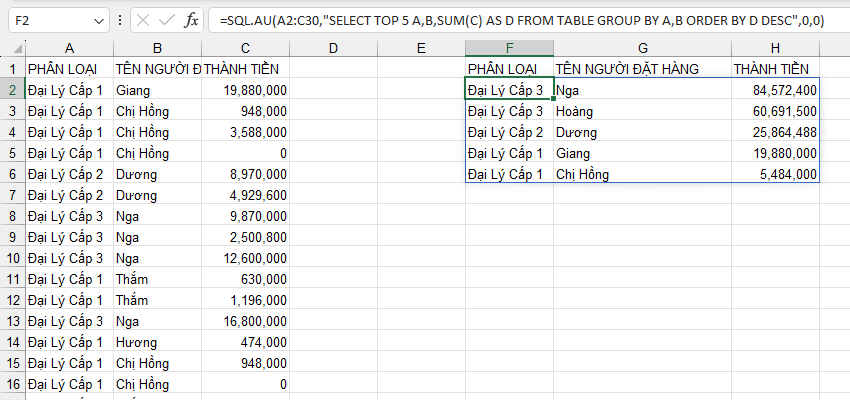 F2 fx =SQL.AU(A2:C30,"SELECT TOP 5 A,B,SUM(C) AS D FROM TABLE GROUP BY A,B ORDER BY D DESC",0,0)
A B C D E F G H
1 PHÂN LOẠI TÊN NGƯỜI Đ THÀNH TIỀN PHÂN LOẠI TÊN NGƯỜI ĐẶT HÀNG THÀNH TIỀN
2 Đại Lý Cấp 1 Giang 19,880,000 Đại Lý Cấp 3 Nga 84,572,400
3 Đại Lý Cấp 1 Chị Hồng 948,000 Đại Lý Cấp 3 Hoàng 60,691,500
4 Đại Lý Cấp 1 Chị Hồng 3,588,000 Đại Lý Cấp 2 Dương 25,864,488
5 Đại Lý Cấp 1 Chị Hồng 0 Đại Lý Cấp 1 Giang 19,880,000
6 Đại Lý Cấp 2 Dương 8,970,000 Đại Lý Cấp 1 Chị Hồng 5,484,000
7 Đại Lý Cấp 2 Dương 4,929,600
8 Đại Lý Cấp 3 Nga 9,870,000
9 Đại Lý Cấp 3 Nga 2,500,800
10 Đại Lý Cấp 3 Nga 12,600,000
11 Đại Lý Cấp 1 Thắm 630,000
12 Đại Lý Cấp 1 Thắm 1,196,000
13 Đại Lý Cấp 3 Nga 16,800,000
14 Đại Lý Cấp 1 Hương 474,000
15 Đại Lý Cấp 1 Chị Hồng 948,000
16 Đại Lý Cấp 1 Chị Hồng 0